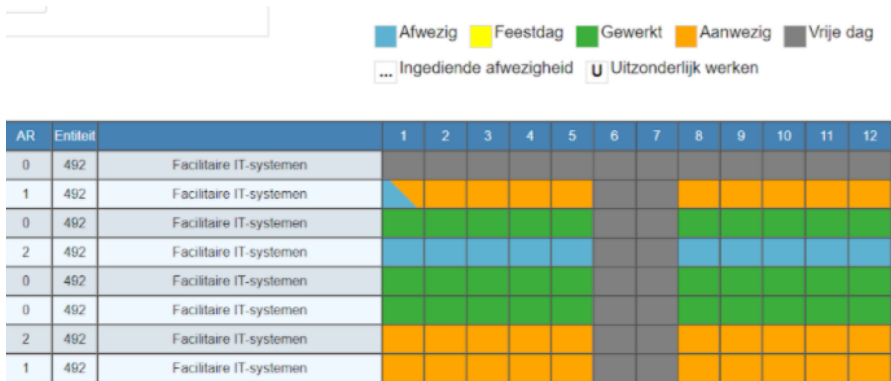 Afwezig Feestdag Gewerkt Aanwezig Vrije dag
... Ingediende afwezigheid U Uitzonderlijk werken
AR Entiteit 1 2 3 4 5 6 7 8 9 10 11 12
0 492 Facilitaire IT-systemen
1 492 Facilitaire IT-systemen
0 492 Facilitaire IT-systemen
2 492 Facilitaire IT-systemen
0 492 Facilitaire IT-systemen
0 492 Facilitaire IT-systemen
2 492 Facilitaire IT-systemen
1 492 Facilitaire IT-systemen